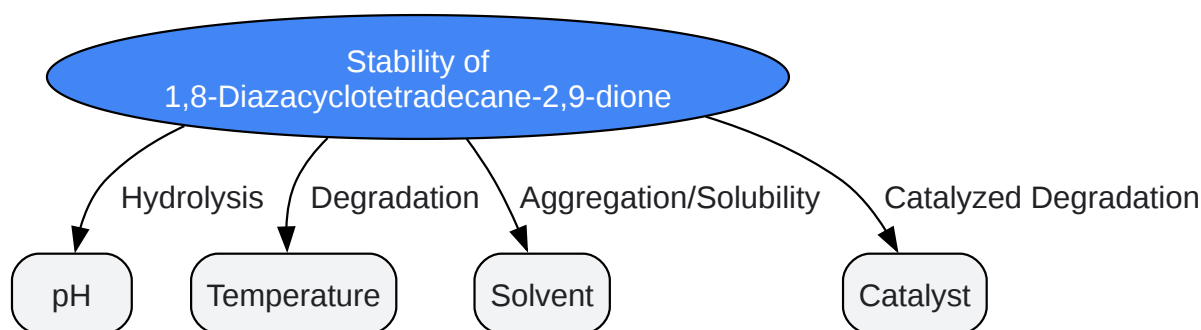 Stability of
1,8-Diazacyclotetradecane-2,9-dione
Hydrolysis
Degradation
Aggregation/Solubility
Catalyzed Degradation
pH
Temperature
Solvent
Catalyst